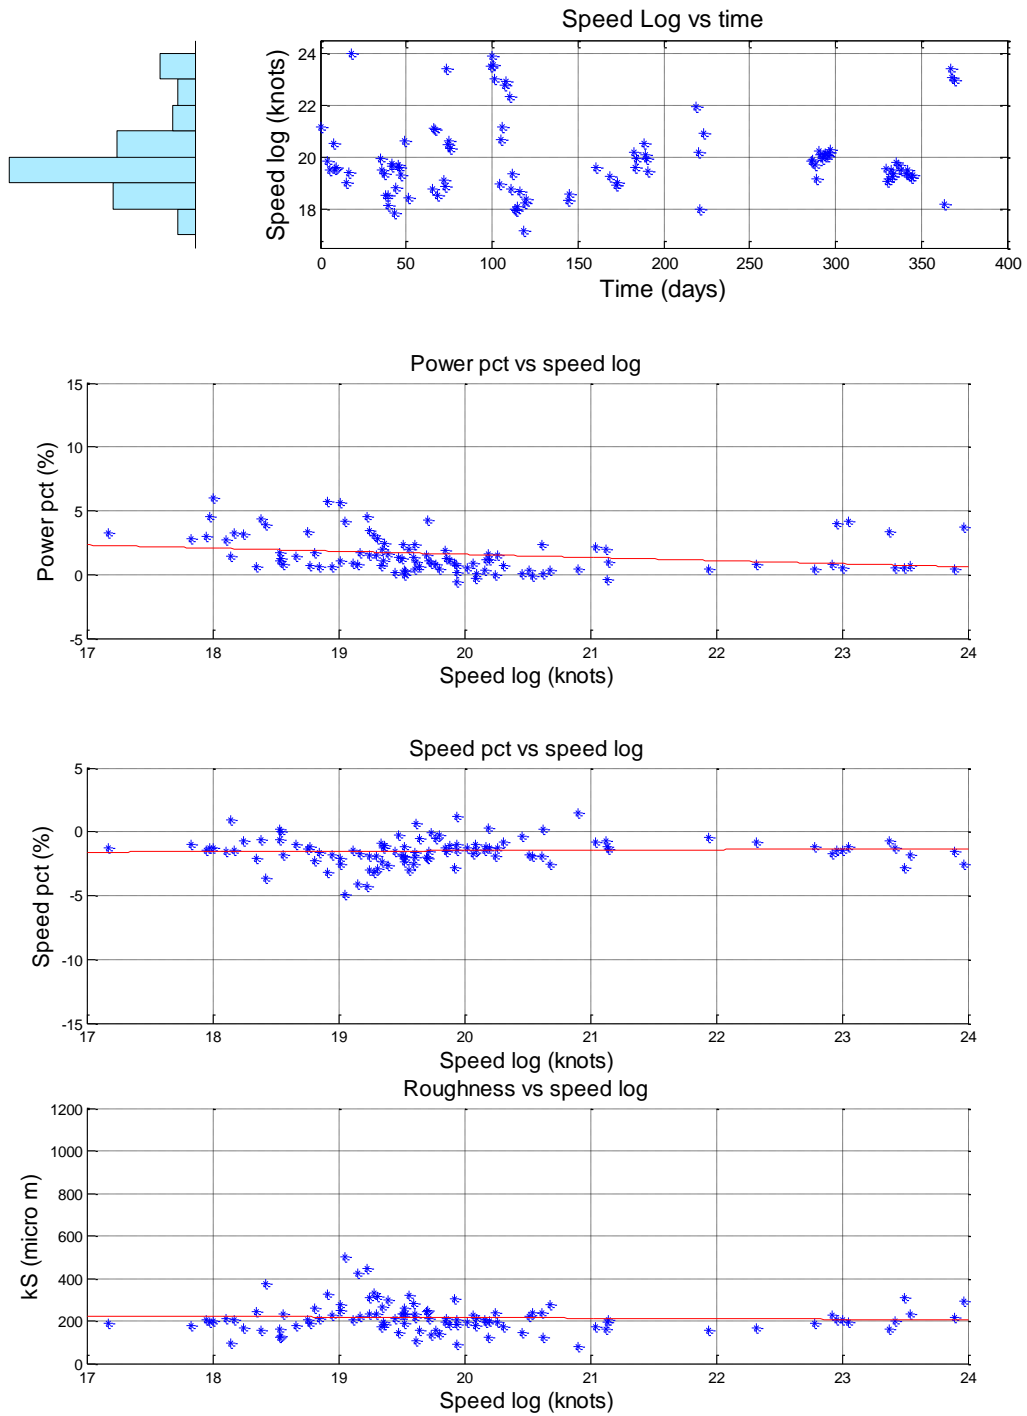 Speed Log vs time
Speed log (knots)
24
22
20
18
0 50 100 150 200 250 300 350 400
Time (days)
Power pct vs speed log
Power pct (%)
15
10
5
0
-5
17 18 19 20 21 22 23 24
Speed log (knots)
Speed pct vs speed log
Speed pct (%)
5
0
-5
-10
-15
17 18 19 20 21 22 23 24
Speed log (knots)
Roughness vs speed log
kS (micro m)
1200
1000
800
600
400
200
0
17 18 19 20 21 22 23 24
Speed log (knots)